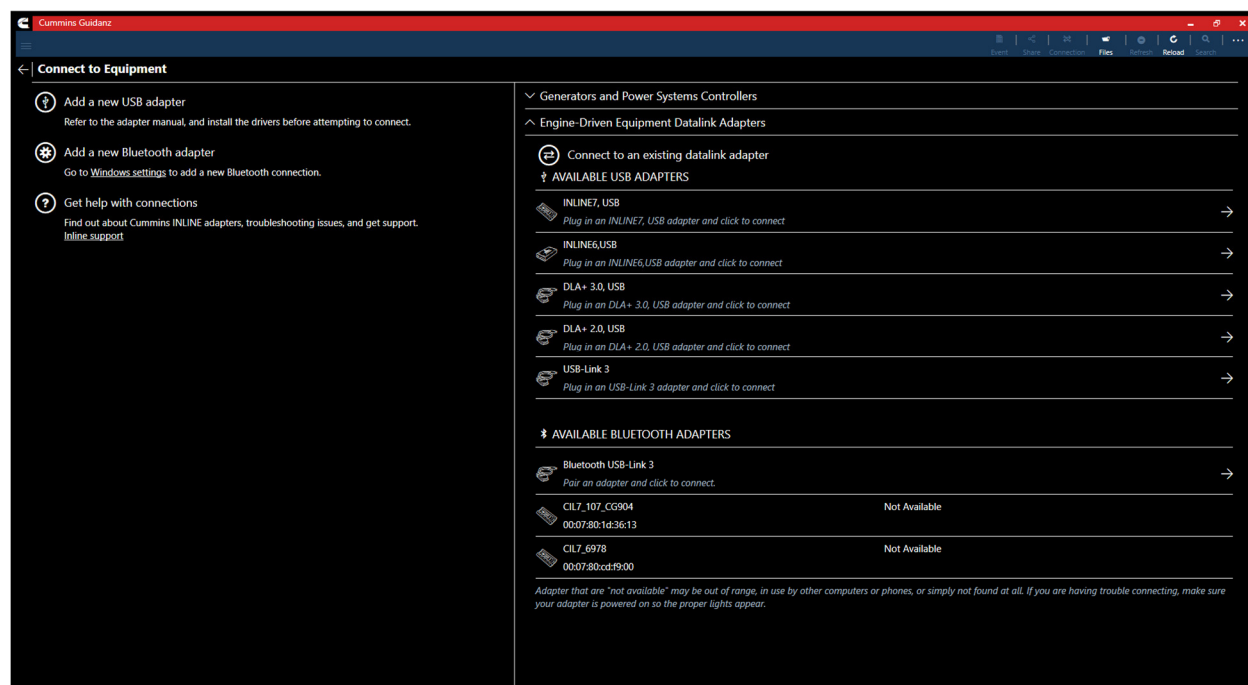 Cummins Guidanz
Event Share Connection Files Refresh Reload Search
Connect to Equipment
Add a new USB adapter
Refer to the adapter manual, and install the drivers before attempting to connect.
Add a new Bluetooth adapter
Go to Windows settings to add a new Bluetooth connection.
Get help with connections
Find out about Cummins INLINE adapters, troubleshooting issues, and get support.
Inline support
Generators and Power Systems Controllers
Engine-Driven Equipment Datalink Adapters
Connect to an existing datalink adapter
AVAILABLE USB ADAPTERS
INLINE7, USB
Plug in an INLINE7, USB adapter and click to connect
INLINE6,USB
Plug in an INLINE6,USB adapter and click to connect
DLA+ 3.0, USB
Plug in an DLA+ 3.0, USB adapter and click to connect
DLA+ 2.0, USB
Plug in an DLA+ 2.0, USB adapter and click to connect
USB-Link 3
Plug in an USB-Link 3 adapter and click to connect
AVAILABLE BLUETOOTH ADAPTERS
Bluetooth USB-Link 3
Pair an adapter and click to connect.
CIL7_107_CG904 Not Available
00:07:80:1d:36:13
CIL7_6978 Not Available
00:07:80:cd:f9:00
Adapter that are "not available" may be out of range, in use by other computers or phones, or simply not found at all. If you are having trouble connecting, make sure
your adapter is powered on so the proper lights appear.